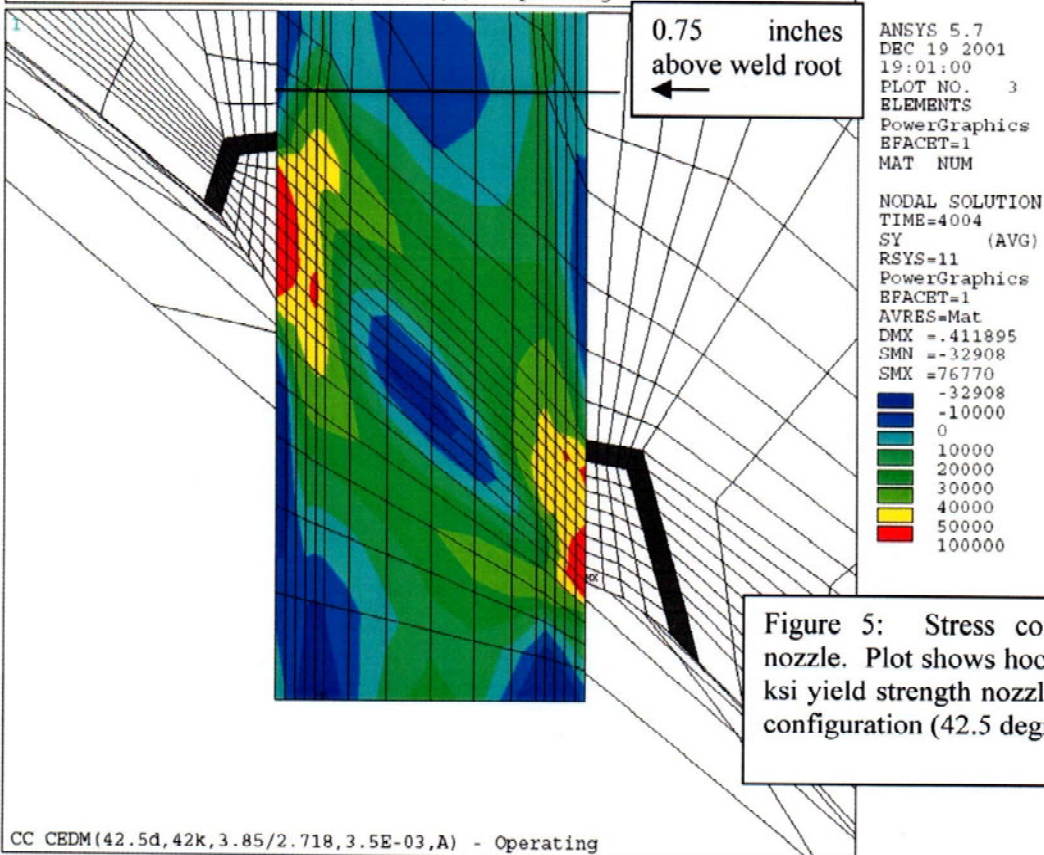 1
0.75 inches
above weld root
ANSYS 5.7
DEC 19 2001
19:01:00
PLOT NO. 3
ELEMENTS
PowerGraphics
EFACET=1
MAT NUM
NODAL SOLUTION
TIME=4004
SY (AVG)
RSYS=11
PowerGraphics
EFACET=1
AVRES=Mat
DMX =.411895
SMN =-32908
SMX =76770
-32908
-10000
0
10000
20000
30000
40000
50000
100000
MX
Figure 5: Stress co
nozzle. Plot shows hoo
ksi yield strength nozzl
configuration (42.5 deg
CC CEDM(42.5d,42k,3.85/2.718,3.5E-03,A) - Operating